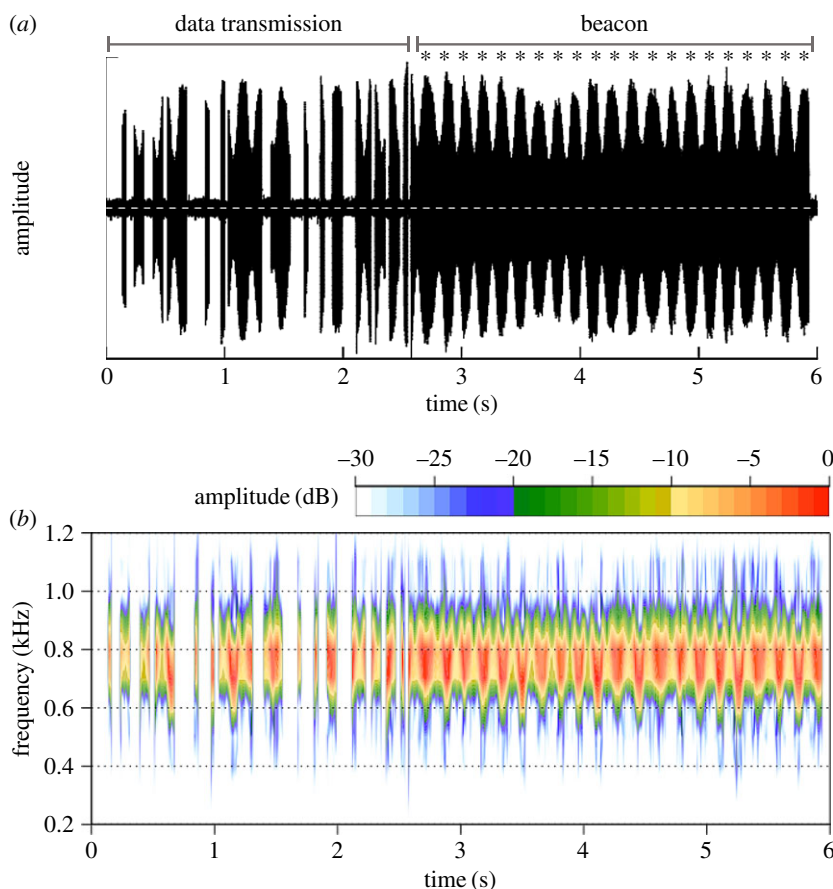 (a)
data transmission beacon
* * * * * * * * * * * * * * * * * * * * *
amplitude
0 1 2 3 4 5 6
time (s)
–30 –25 –20 –15 –10 –5 0
amplitude (dB)
(b)
1.2
1.0
0.8
0.6
0.4
0.2
frequency (kHz)
0 1 2 3 4 5 6
time (s)